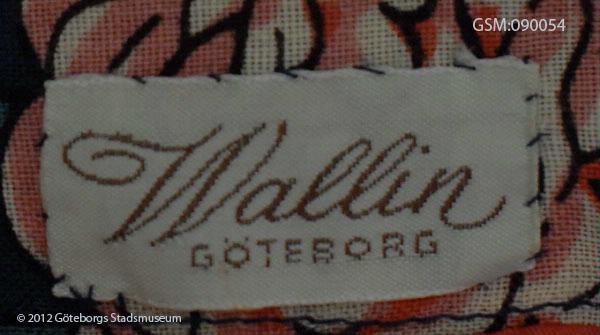 GSM:090054
Wallin
GÖTEBORG
© 2012 Göteborgs Stadsmuseum